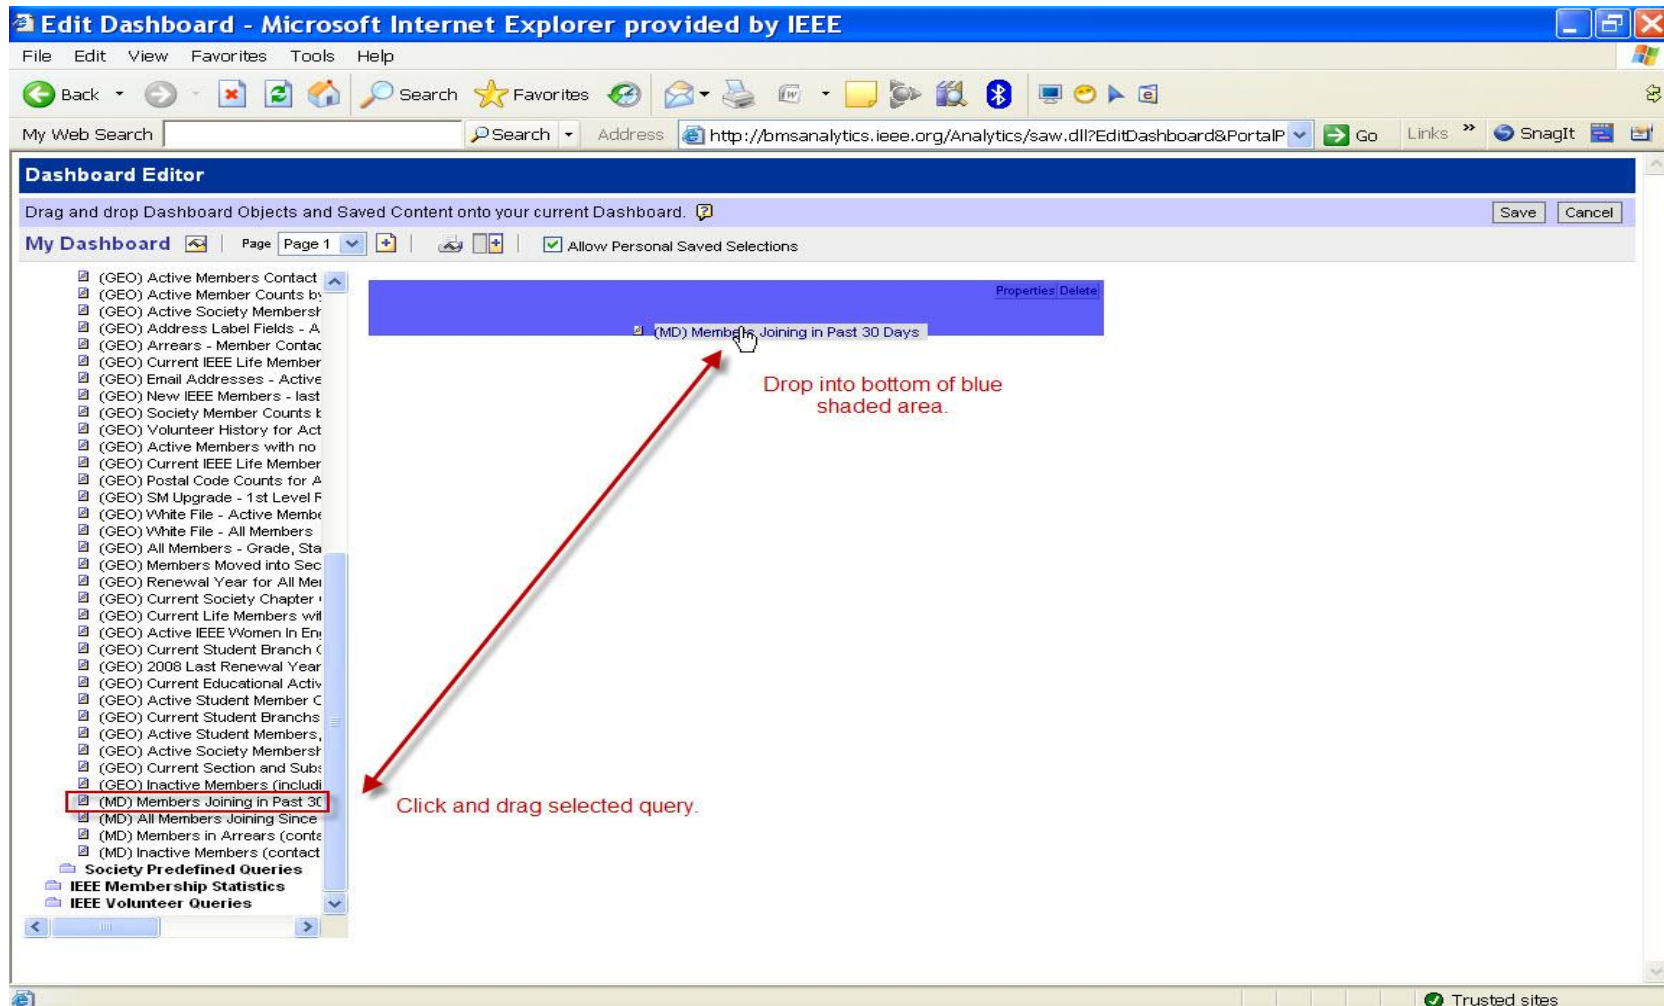 Edit Dashboard - Microsoft Internet Explorer provided by IEEE
File Edit View Favorites Tools Help
Back Search Favorites
My Web Search Search Address http://bmsanalytics.ieee.org/Analytics/saw.dll?EditDashboard&PortalP Go Links » SnagIt
Dashboard Editor
Drag and drop Dashboard Objects and Saved Content onto your current Dashboard. Save Cancel
My Dashboard Page Page 1 Allow Personal Saved Selections
(GEO) Active Members Contact
(GEO) Active Member Counts by
(GEO) Active Society Membersh
(GEO) Address Label Fields - A
(GEO) Arrears - Member Contac
(GEO) Current IEEE Life Member
(GEO) Email Addresses - Active
(GEO) New IEEE Members - last
(GEO) Society Member Counts b
(GEO) Volunteer History for Act
(GEO) Active Members with no
(GEO) Current IEEE Life Member
(GEO) Postal Code Counts for A
(GEO) SM Upgrade - 1st Level R
(GEO) White File - Active Membe
(GEO) White File - All Members
(GEO) All Members - Grade, Sta
(GEO) Members Moved into Sec
(GEO) Renewal Year for All Mer
(GEO) Current Society Chapter
(GEO) Current Life Members wit
(GEO) Active IEEE Women In En
(GEO) Current Student Branch C
(GEO) 2008 Last Renewal Year
(GEO) Current Educational Activ
(GEO) Active Student Member C
(GEO) Current Student Branchs
(GEO) Active Student Members,
(GEO) Active Society Membersh
(GEO) Current Section and Subs
(GEO) Inactive Members (includi
(MD) Members Joining in Past 30
(MD) All Members Joining Since
(MD) Members in Arrears (conta
(MD) Inactive Members (contact
Society Predefined Queries
IEEE Membership Statistics
IEEE Volunteer Queries
Properties Delete
(MD) Members Joining in Past 30 Days
Drop into bottom of blue
shaded area.
Click and drag selected query.
Trusted sites